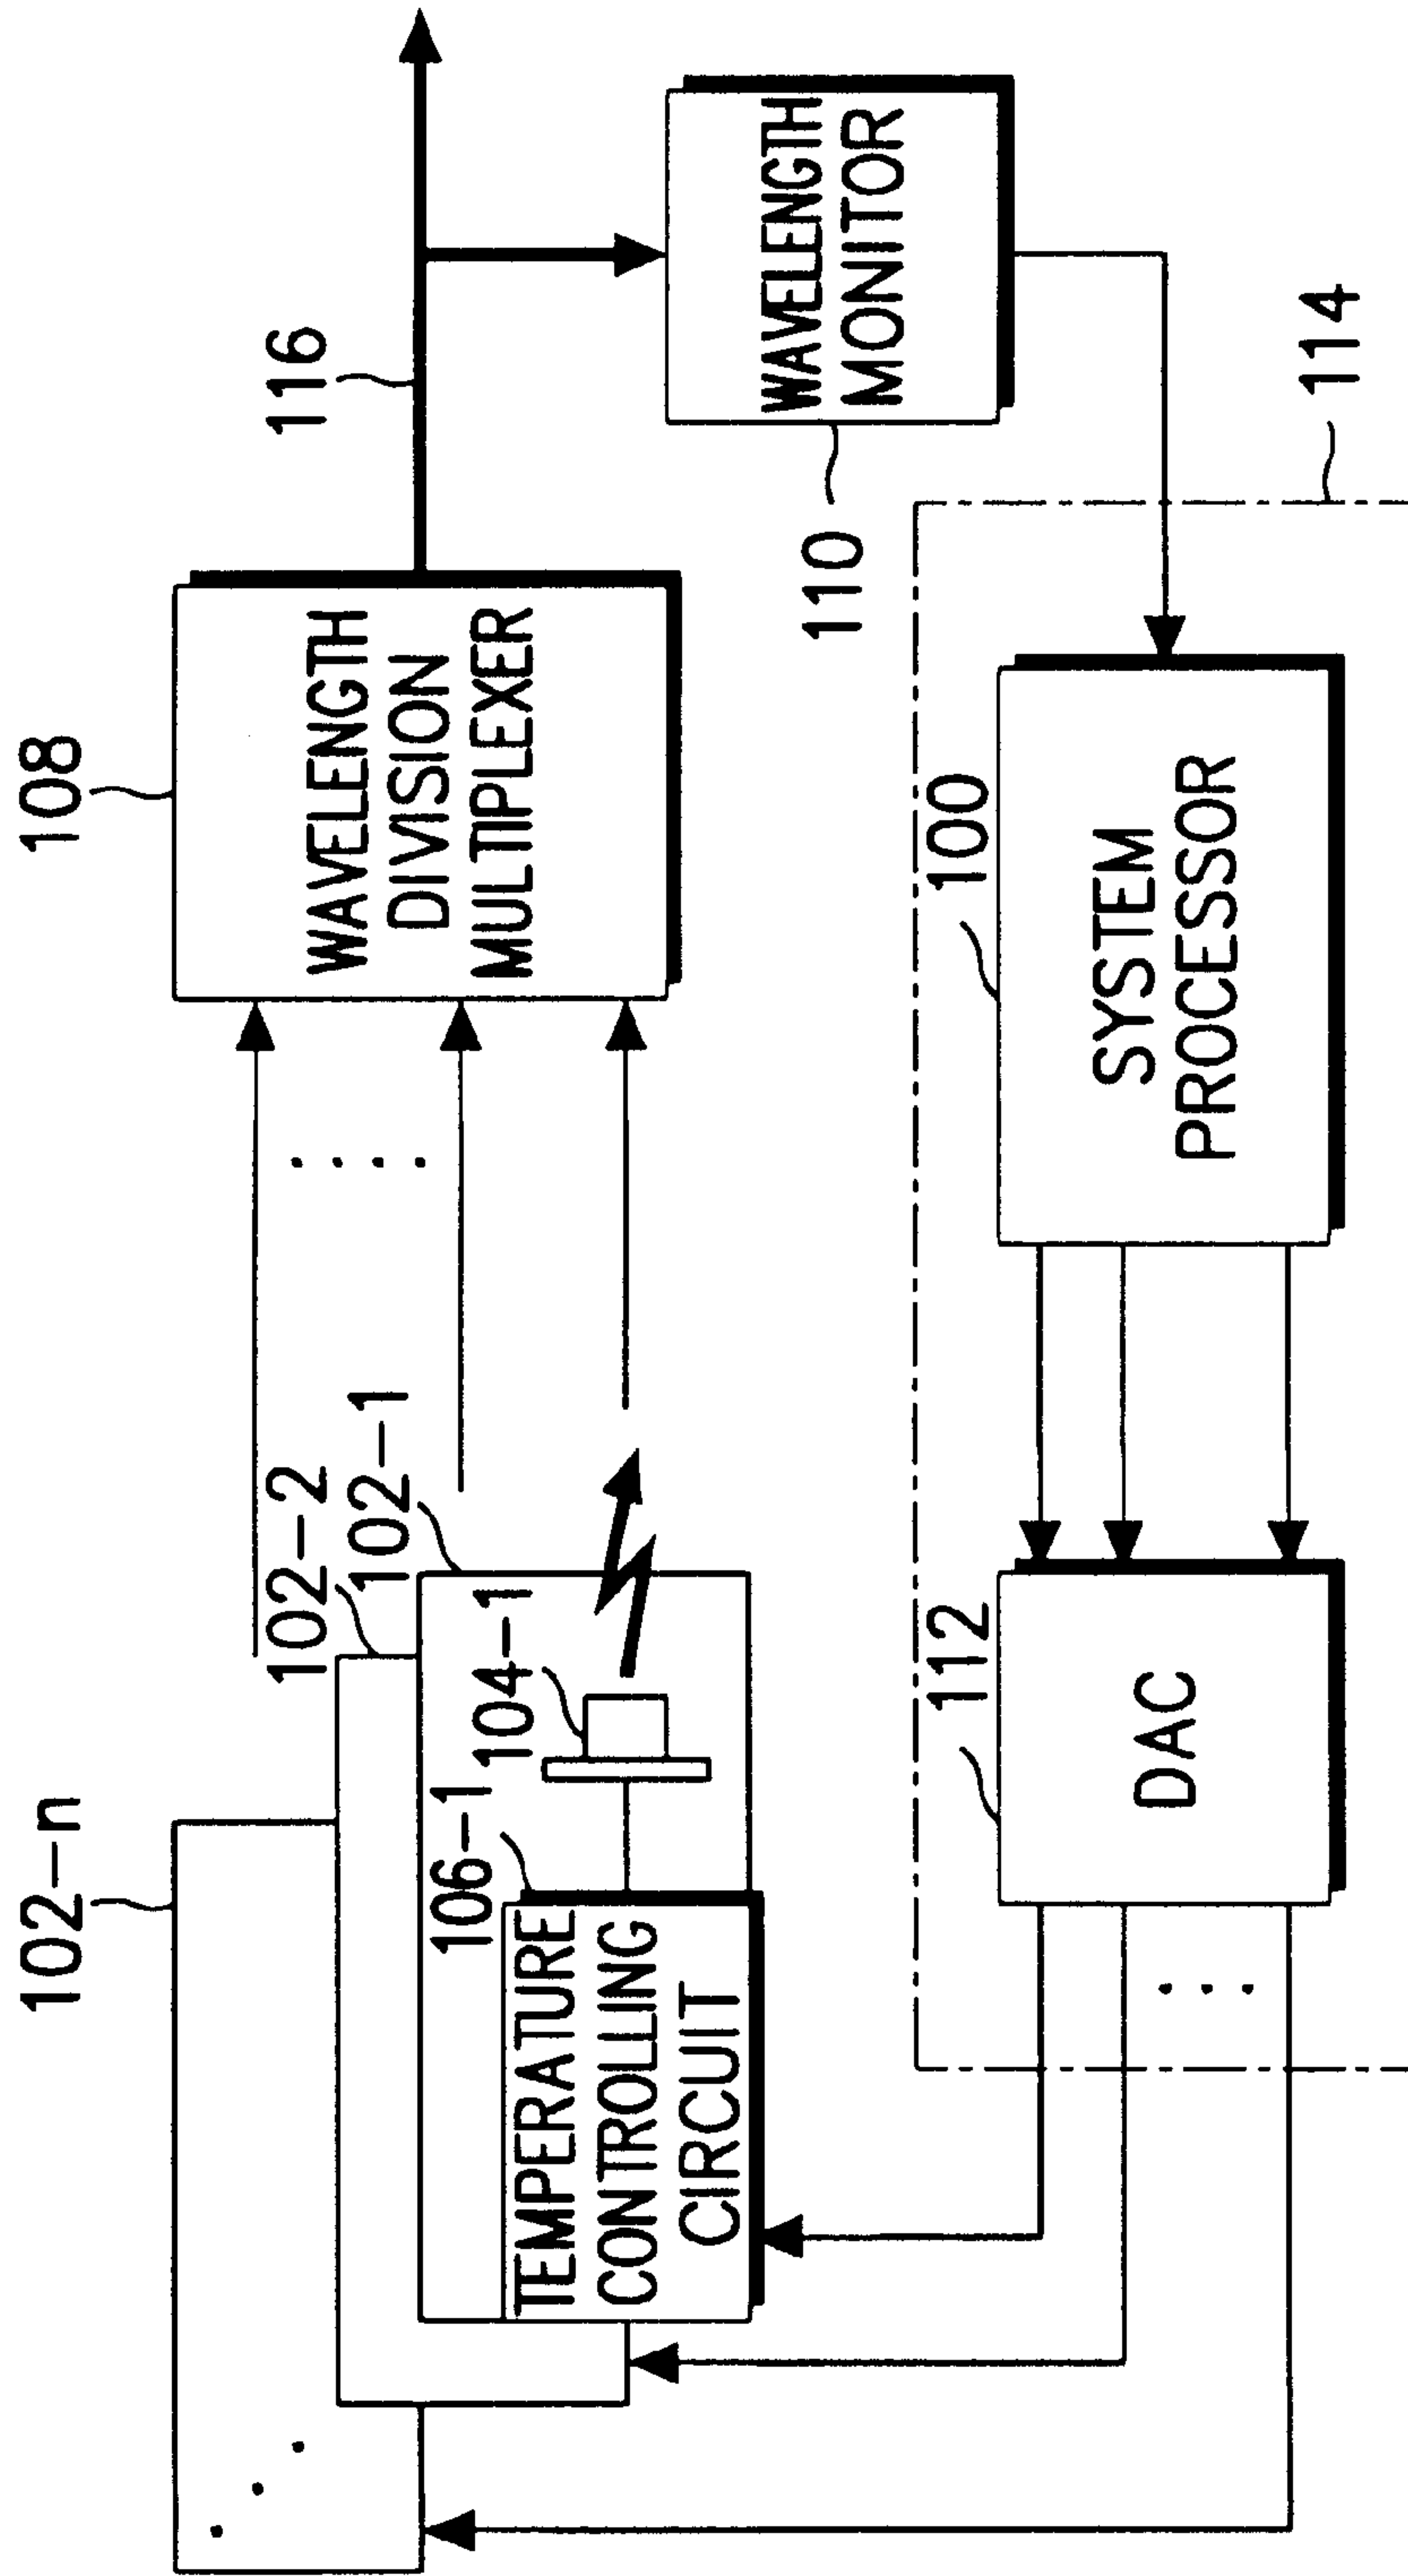 102-n
102-2
102-1
104-1
106-1
TEMPERATURE
CONTROLLING
CIRCUIT
108
WAVELENGTH
DIVISION
MULTIPLEXER
116
WAVELENGTH
MONITOR
110
112
DAC
100
SYSTEM
PROCESSOR
114